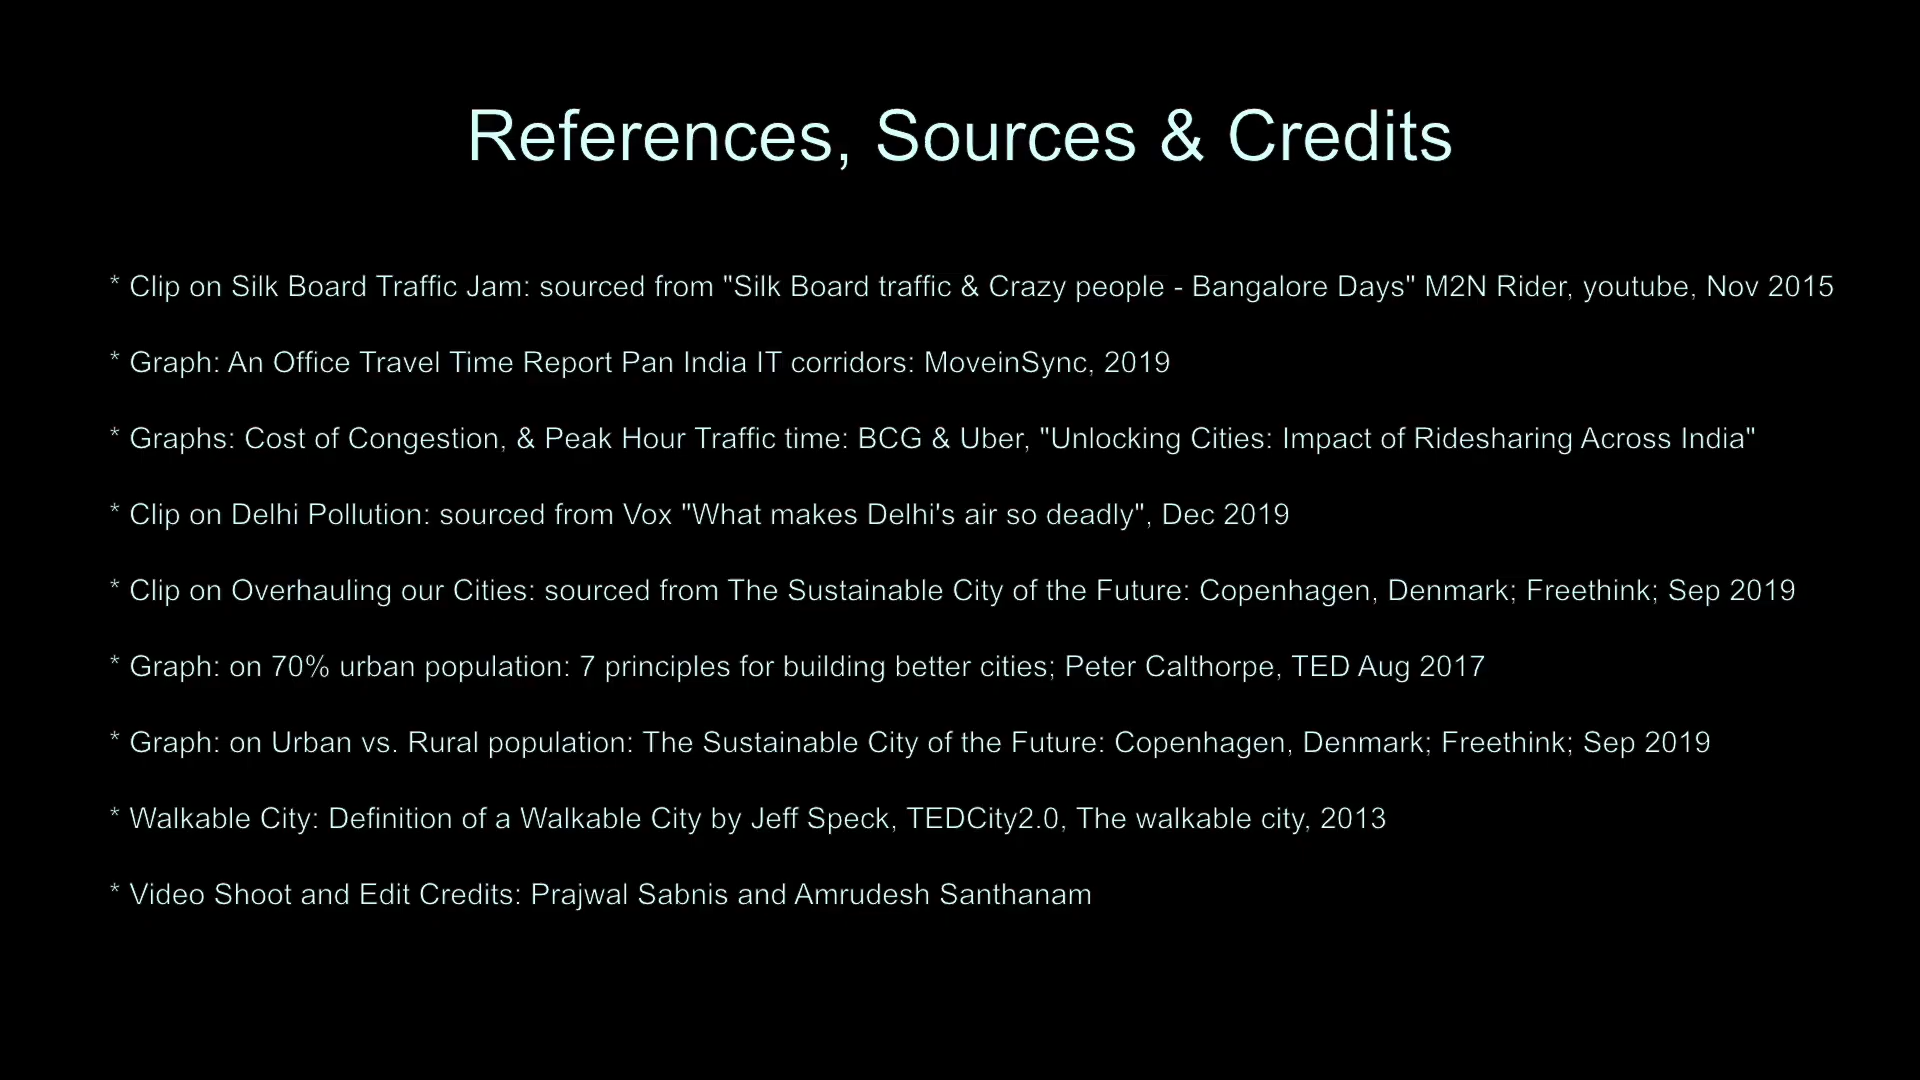 References, Sources & Credits
* Clip on Silk Board Traffic Jam: sourced from "Silk Board traffic & Crazy people - Bangalore Days" M2N Rider, youtube, Nov 2015
* Graph: An Office Travel Time Report Pan India IT corridors: MoveinSync, 2019
* Graphs: Cost of Congestion, & Peak Hour Traffic time: BCG & Uber, "Unlocking Cities: Impact of Ridesharing Across India"
* Clip on Delhi Pollution: sourced from Vox "What makes Delhi's air so deadly", Dec 2019
* Clip on Overhauling our Cities: sourced from The Sustainable City of the Future: Copenhagen, Denmark; Freethink; Sep 2019
* Graph: on 70% urban population: 7 principles for building better cities; Peter Calthorpe, TED Aug 2017
* Graph: on Urban vs. Rural population: The Sustainable City of the Future: Copenhagen, Denmark; Freethink; Sep 2019
* Walkable City: Definition of a Walkable City by Jeff Speck, TEDCity2.0, The walkable city, 2013
* Video Shoot and Edit Credits: Prajwal Sabnis and Amrudesh Santhanam